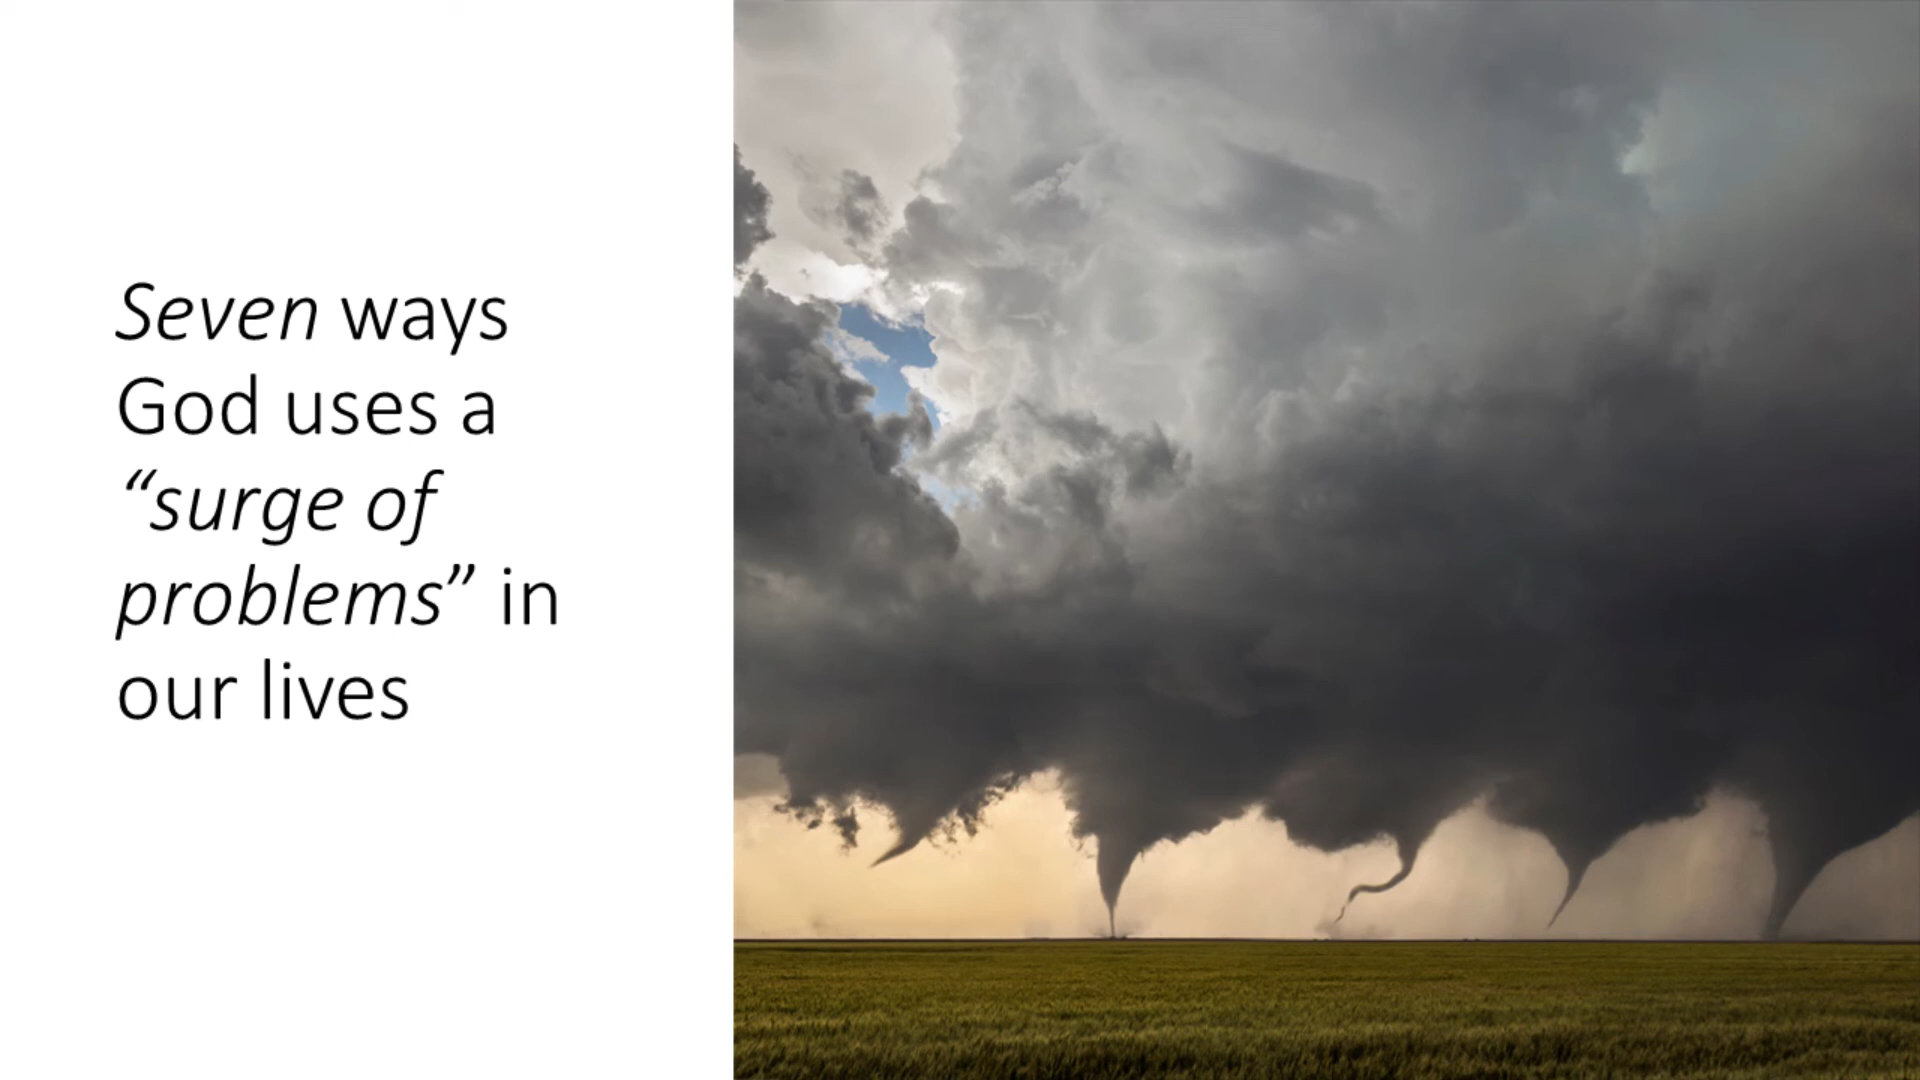 Seven ways
God uses a
“surge of
problems” in
our lives